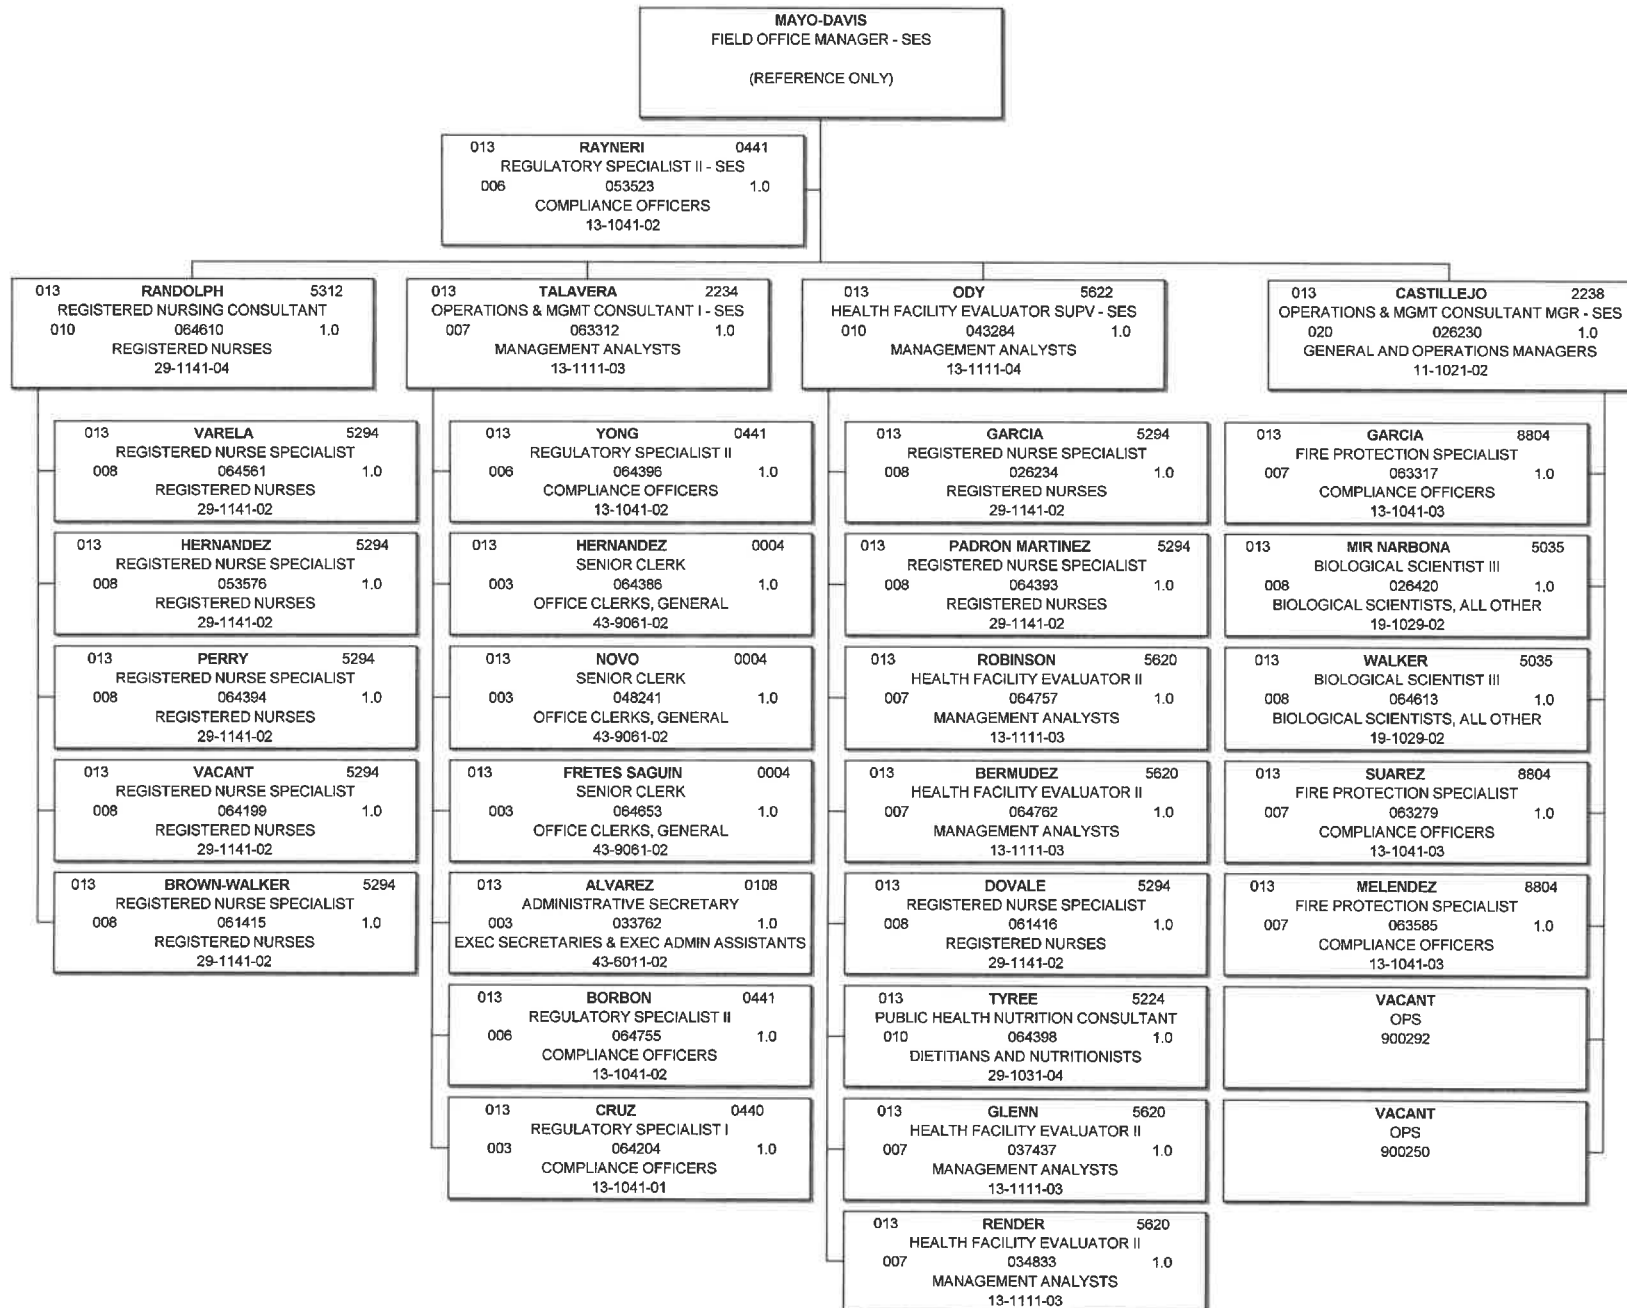 MAYO-DAVIS
FIELD OFFICE MANAGER - SES
(REFERENCE ONLY)
013 RAYNERI 0441
REGULATORY SPECIALIST II - SES
006 053523 1.0
COMPLIANCE OFFICERS
13-1041-02
013 RANDOLPH 5312
REGISTERED NURSING CONSULTANT
010 064610 1.0
REGISTERED NURSES
29-1141-04
013 TALAVERA 2234
OPERATIONS & MGMT CONSULTANT I - SES
007 063312 1.0
MANAGEMENT ANALYSTS
13-1111-03
013 ODY 5622
HEALTH FACILITY EVALUATOR SUPV - SES
010 043284 1.0
MANAGEMENT ANALYSTS
13-1111-04
013 CASTILLEJO 2238
OPERATIONS & MGMT CONSULTANT MGR - SES
020 026230 1.0
GENERAL AND OPERATIONS MANAGERS
11-1021-02
013 VARELA 5294
REGISTERED NURSE SPECIALIST
008 064561 1.0
REGISTERED NURSES
29-1141-02
013 HERNANDEZ 5294
REGISTERED NURSE SPECIALIST
008 053576 1.0
REGISTERED NURSES
29-1141-02
013 PERRY 5294
REGISTERED NURSE SPECIALIST
008 064394 1.0
REGISTERED NURSES
29-1141-02
013 VACANT 5294
REGISTERED NURSE SPECIALIST
008 064199 1.0
REGISTERED NURSES
29-1141-02
013 BROWN-WALKER 5294
REGISTERED NURSE SPECIALIST
008 061415 1.0
REGISTERED NURSES
29-1141-02
013 YONG 0441
REGULATORY SPECIALIST II
006 064396 1.0
COMPLIANCE OFFICERS
13-1041-02
013 HERNANDEZ 0004
SENIOR CLERK
003 064386 1.0
OFFICE CLERKS, GENERAL
43-9061-02
013 NOVO 0004
SENIOR CLERK
003 048241 1.0
OFFICE CLERKS, GENERAL
43-9061-02
013 FRETES SAGUIN 0004
SENIOR CLERK
003 064653 1.0
OFFICE CLERKS, GENERAL
43-9061-02
013 ALVAREZ 0108
ADMINISTRATIVE SECRETARY
003 033762 1.0
EXEC SECRETARIES & EXEC ADMIN ASSISTANTS
43-6011-02
013 BORBON 0441
REGULATORY SPECIALIST II
006 064755 1.0
COMPLIANCE OFFICERS
13-1041-02
013 CRUZ 0440
REGULATORY SPECIALIST I
003 064204 1.0
COMPLIANCE OFFICERS
13-1041-01
013 GARCIA 5294
REGISTERED NURSE SPECIALIST
008 026234 1.0
REGISTERED NURSES
29-1141-02
013 PADRON MARTINEZ 5294
REGISTERED NURSE SPECIALIST
008 064393 1.0
REGISTERED NURSES
29-1141-02
013 ROBINSON 5620
HEALTH FACILITY EVALUATOR II
007 064757 1.0
MANAGEMENT ANALYSTS
13-1111-03
013 BERMUDEZ 5620
HEALTH FACILITY EVALUATOR II
007 064762 1.0
MANAGEMENT ANALYSTS
13-1111-03
013 DOVALE 5294
REGISTERED NURSE SPECIALIST
008 061416 1.0
REGISTERED NURSES
29-1141-02
013 TYREE 5224
PUBLIC HEALTH NUTRITION CONSULTANT
010 064398 1.0
DIETITIANS AND NUTRITIONISTS
29-1031-04
013 GLENN 5620
HEALTH FACILITY EVALUATOR II
007 037437 1.0
MANAGEMENT ANALYSTS
13-1111-03
013 RENDER 5620
HEALTH FACILITY EVALUATOR II
007 034833 1.0
MANAGEMENT ANALYSTS
13-1111-03
013 GARCIA 8804
FIRE PROTECTION SPECIALIST
007 063317 1.0
COMPLIANCE OFFICERS
13-1041-03
013 MIR NARBONA 5035
BIOLOGICAL SCIENTIST III
008 026420 1.0
BIOLOGICAL SCIENTISTS, ALL OTHER
19-1029-02
013 WALKER 5035
BIOLOGICAL SCIENTIST III
008 064613 1.0
BIOLOGICAL SCIENTISTS, ALL OTHER
19-1029-02
013 SUAREZ 8804
FIRE PROTECTION SPECIALIST
007 063279 1.0
COMPLIANCE OFFICERS
13-1041-03
013 MELENDEZ 8804
FIRE PROTECTION SPECIALIST
007 063585 1.0
COMPLIANCE OFFICERS
13-1041-03
VACANT
OPS
900292
VACANT
OPS
900250